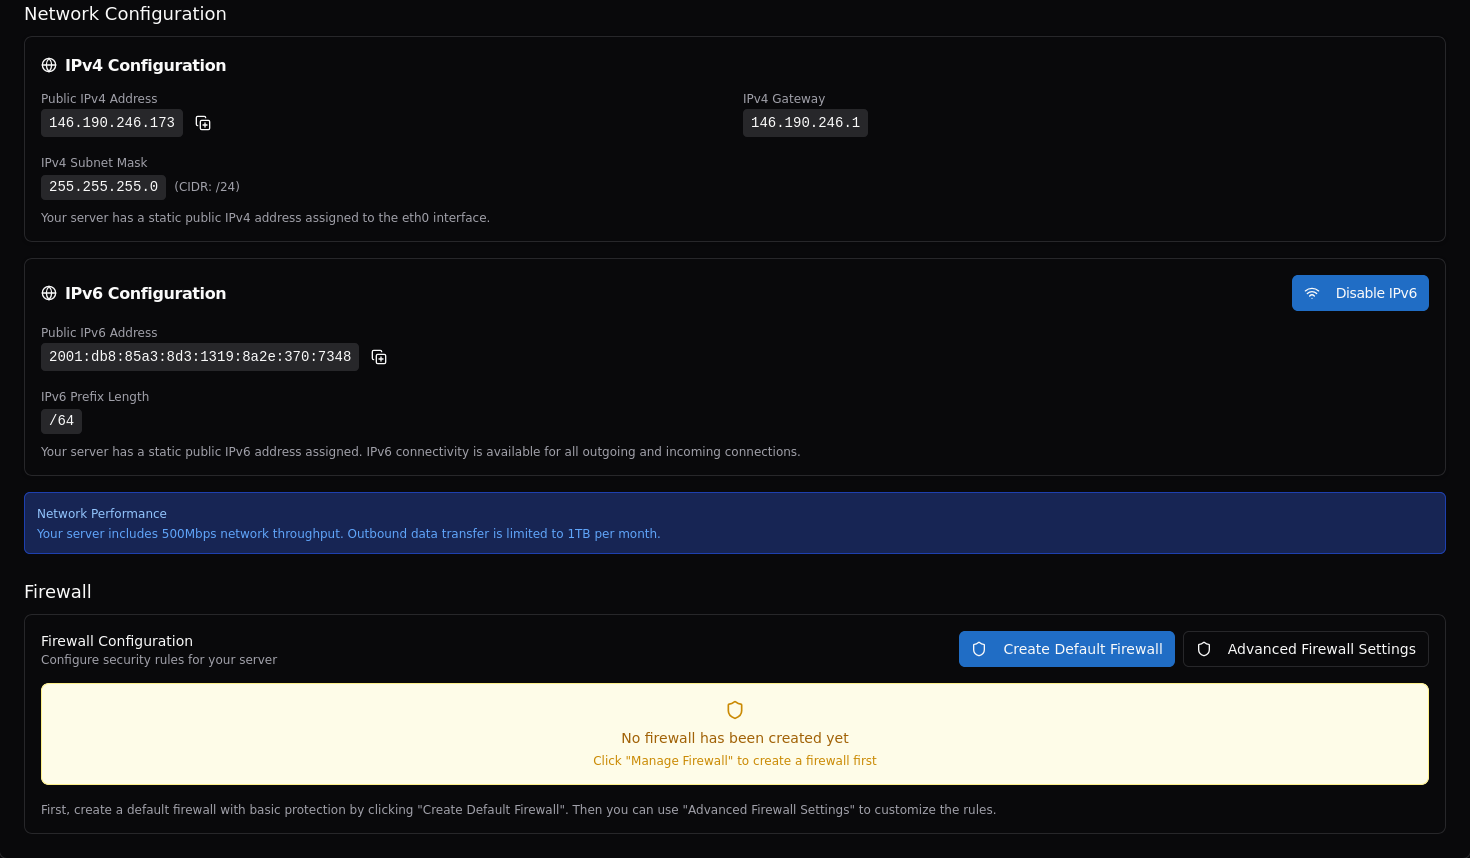 Network Configuration
IPv4 Configuration
Public IPv4 Address
146.190.246.173
IPv4 Gateway
146.190.246.1
IPv4 Subnet Mask
255.255.255.0 (CIDR: /24)
Your server has a static public IPv4 address assigned to the eth0 interface.
IPv6 Configuration
Disable IPv6
Public IPv6 Address
2001:db8:85a3:8d3:1319:8a2e:370:7348
IPv6 Prefix Length
/64
Your server has a static public IPv6 address assigned. IPv6 connectivity is available for all outgoing and incoming connections.
Network Performance
Your server includes 500Mbps network throughput. Outbound data transfer is limited to 1TB per month.
Firewall
Firewall Configuration
Configure security rules for your server
Create Default Firewall
Advanced Firewall Settings
No firewall has been created yet
Click "Manage Firewall" to create a firewall first
First, create a default firewall with basic protection by clicking "Create Default Firewall". Then you can use "Advanced Firewall Settings" to customize the rules.